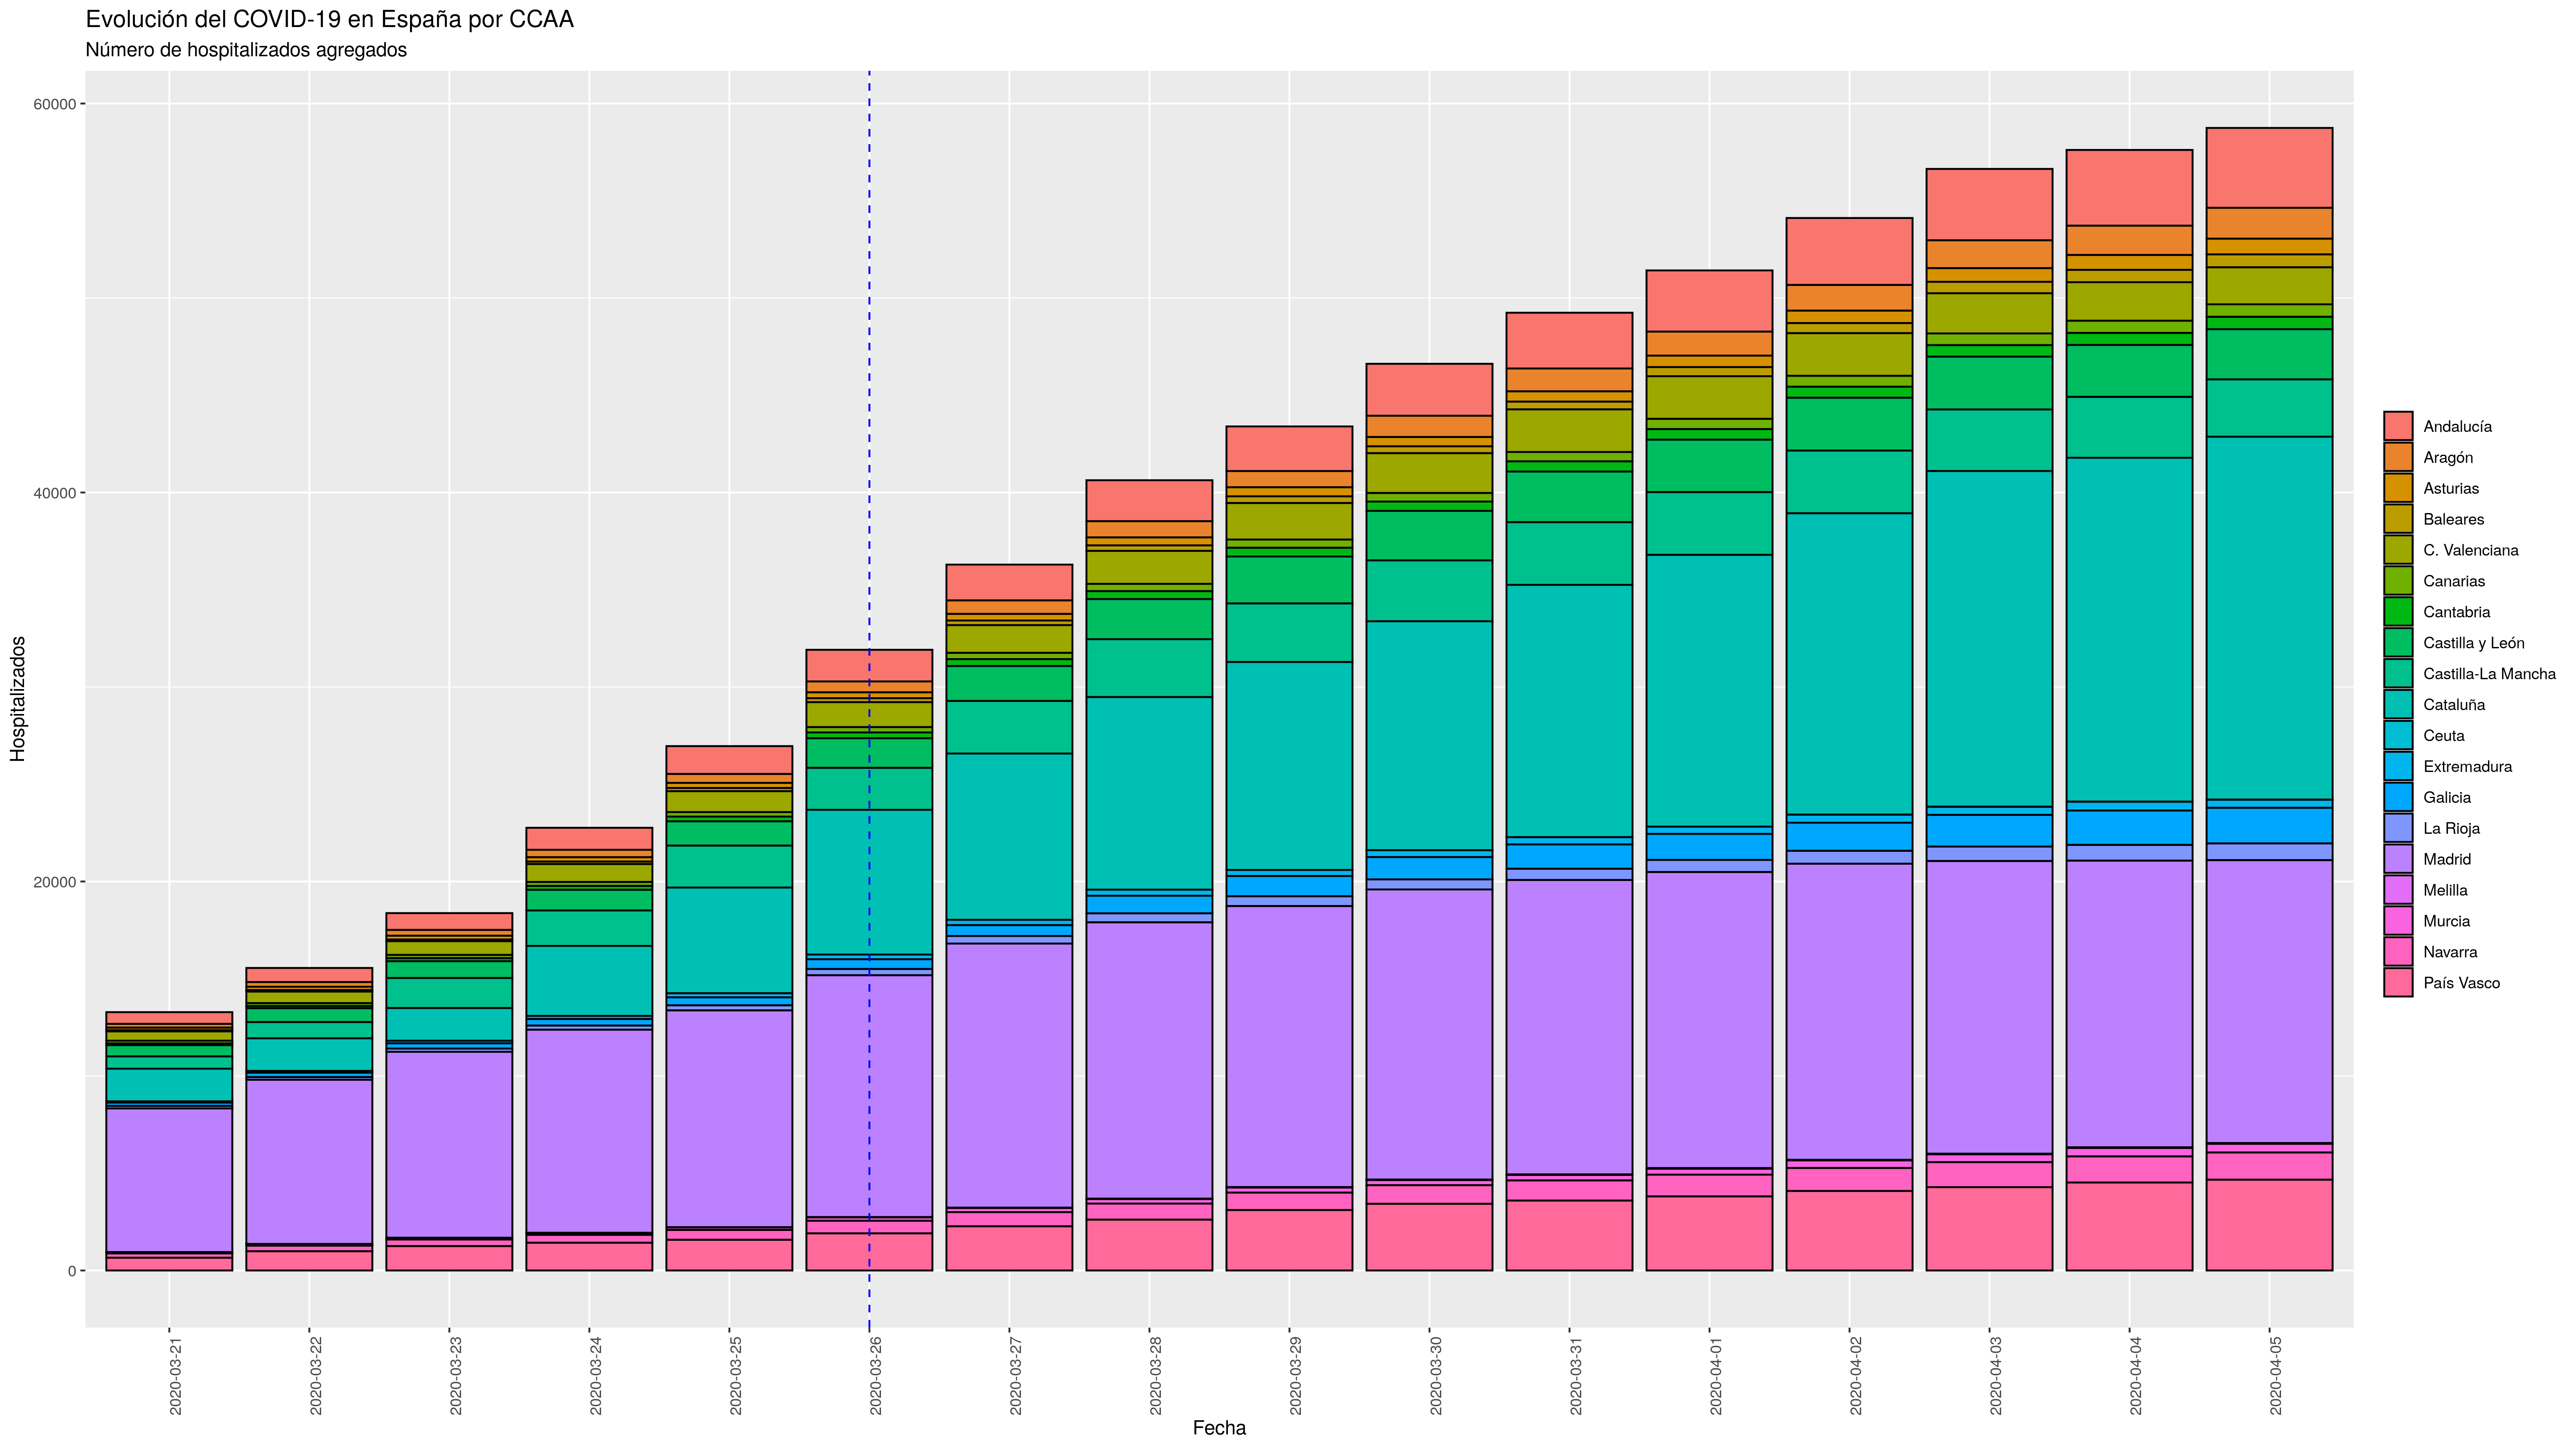 Evolución del COVID-19 en España por CCAA
Número de hospitalizados agregados
Hospitalizados
60000
40000
20000
0
2020-03-21
2020-03-22
2020-03-23
2020-03-24
2020-03-25
2020-03-26
2020-03-27
2020-03-28
2020-03-29
2020-03-30
2020-03-31
2020-04-01
2020-04-02
2020-04-03
2020-04-04
2020-04-05
Fecha
Andalucía
Aragón
Asturias
Baleares
C. Valenciana
Canarias
Cantabria
Castilla y León
Castilla-La Mancha
Cataluña
Ceuta
Extremadura
Galicia
La Rioja
Madrid
Melilla
Murcia
Navarra
País Vasco